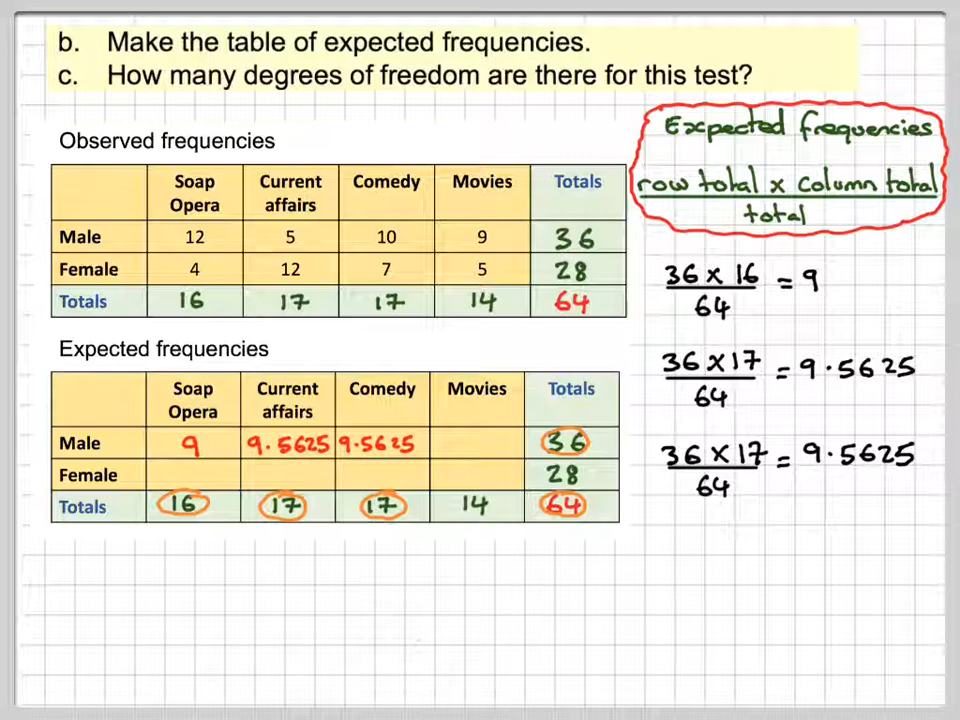 b. Make the table of expected frequencies.
c. How many degrees of freedom are there for this test?
Observed frequencies
Soap Opera Current affairs Comedy Movies Totals
Male 12 5 10 9 36
Female 4 12 7 5 28
Totals 16 17 17 14 64
Expected frequencies
Soap Opera Current affairs Comedy Movies Totals
Male 9 9.5625 9.5625 36
Female 28
Totals 16 17 17 14 64
Expected frequencies
row total x column total
total
36 x 16
64
= 9
36 x 17
64
= 9.5625
36 x 17
64
= 9.5625